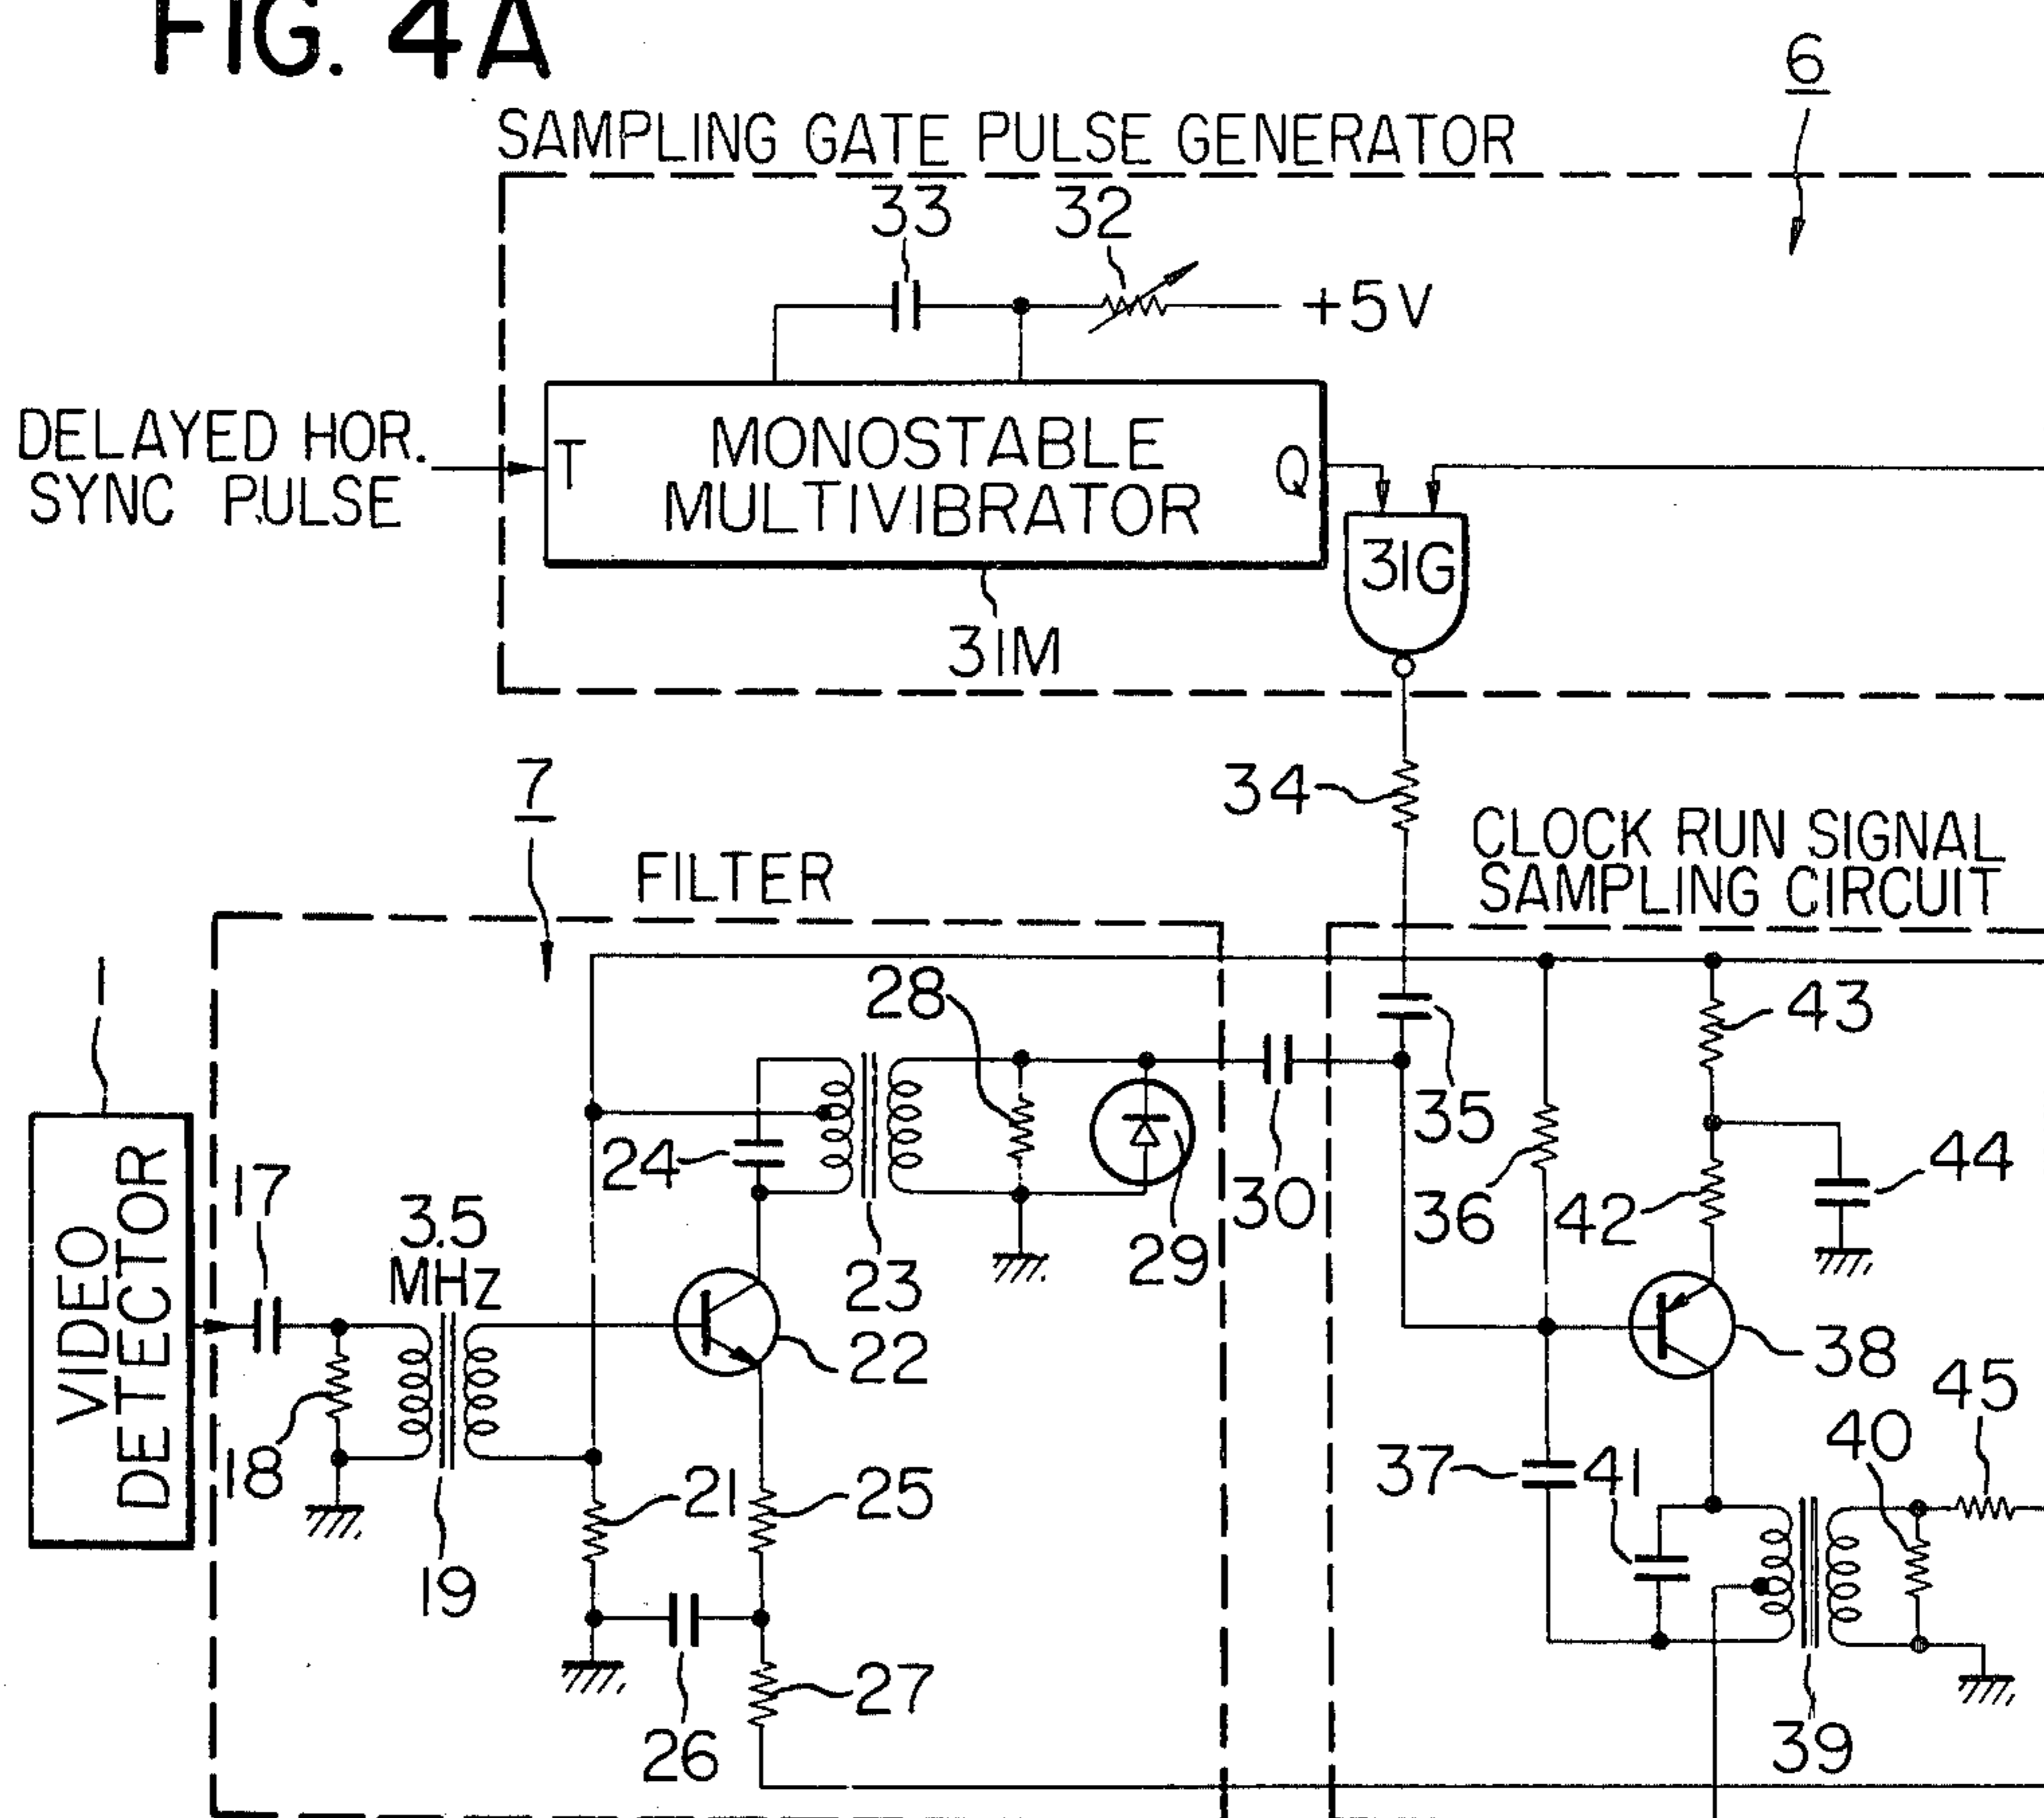 FIG. 4A
6
SAMPLING GATE PULSE GENERATOR
33
32
+5V
DELAYED HOR.
SYNC PULSE
T
MONOSTABLE
MULTIVIBRATOR
Q
31G
31M
34
7
FILTER
CLOCK RUN SIGNAL
SAMPLING CIRCUIT
28
43
35
24
44
17
36
42
30
3.5
MHz
29
23
VIDEO
DETECTOR
22
38
45
40
18
21
25
37
41
19
27
26
39